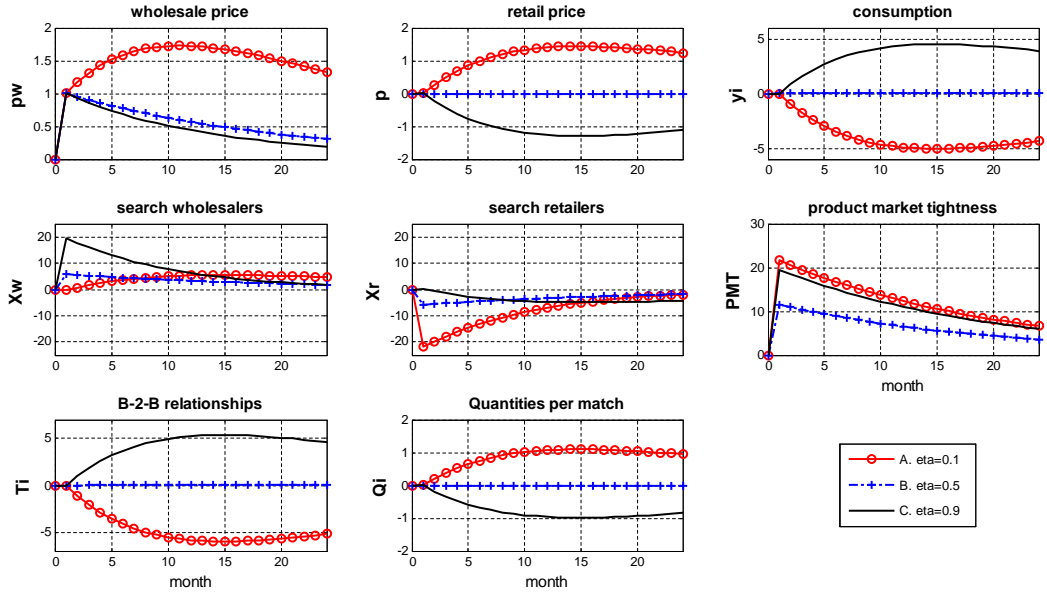 wholesale price
retail price
consumption
2
1.5
1
0.5
0
pw
0 5 10 15 20
2
1
0
-1
-2
p
0 5 10 15 20
5
0
-5
yi
0 5 10 15 20
search wholesalers
search retailers
product market tightness
20
10
0
-10
-20
Xw
0 5 10 15 20
20
10
0
-10
-20
Xr
0 5 10 15 20
30
20
10
0
PMT
0 5 10 15 20
month
B-2-B relationships
Quantities per match
5
0
-5
Ti
0 5 10 15 20
month
2
1
0
-1
-2
Qi
0 5 10 15 20
month
A. eta=0.1
B. eta=0.5
C. eta=0.9